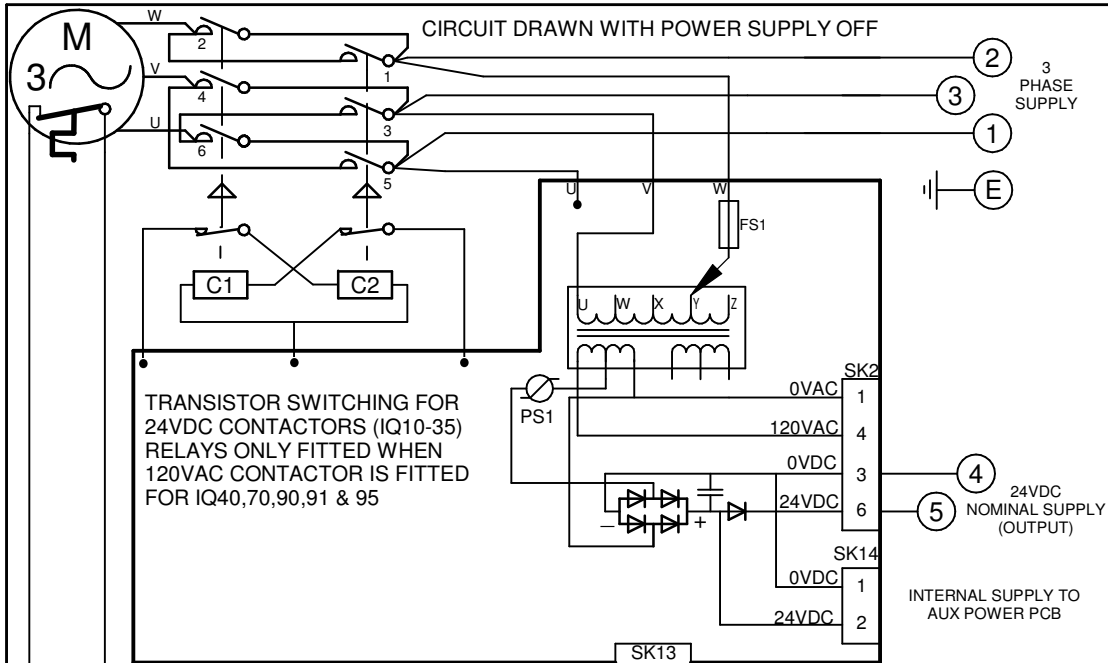 CIRCUIT DRAWN WITH POWER SUPPLY OFF
M
3
W
V
U
2
4
6
1
3
5
2
3
1
3
PHASE
SUPPLY
E
U
V
W
FS1
C1
C2
U W X Y Z
PS1
TRANSISTOR SWITCHING FOR
24VDC CONTACTORS (IQ10-35)
RELAYS ONLY FITTED WHEN
120VAC CONTACTOR IS FITTED
FOR IQ40,70,90,91 & 95
SK2
0VAC 1
120VAC 4
0VDC 3
24VDC 6
4
5
24VDC
NOMINAL SUPPLY
(OUTPUT)
– +
SK14
0VDC 1
24VDC 2
INTERNAL SUPPLY TO
AUX POWER PCB
SK13